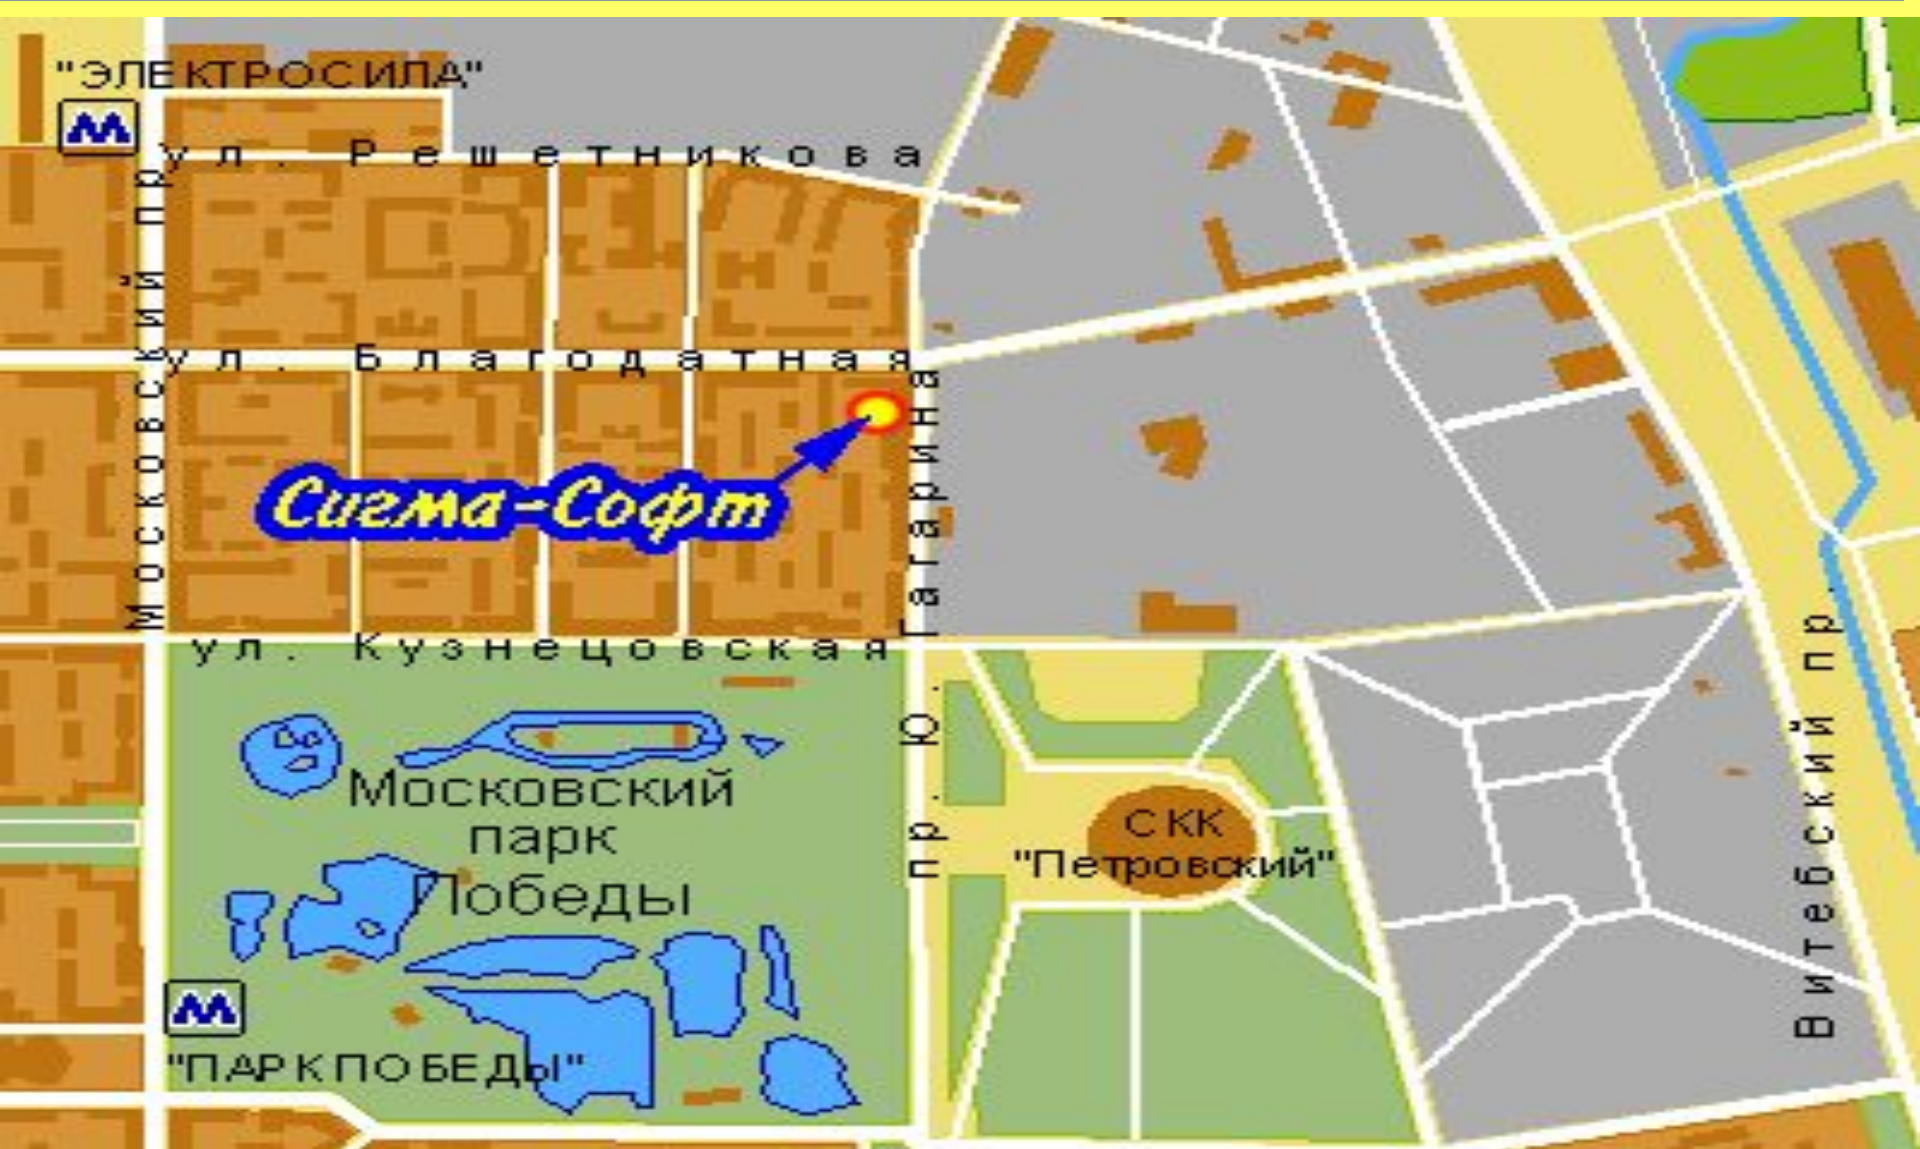 "ЭЛЕКТРОСИЛА"
М
ул. Решетникова
Московский пр.
ул. Благодатная
Сигма-Софт
пр. Ю. Гагарина
ул. Кузнецовская
Московский
парк
Победы
СКК
"Петровский"
Витебский пр.
М
"ПАРК ПОБЕДЫ"